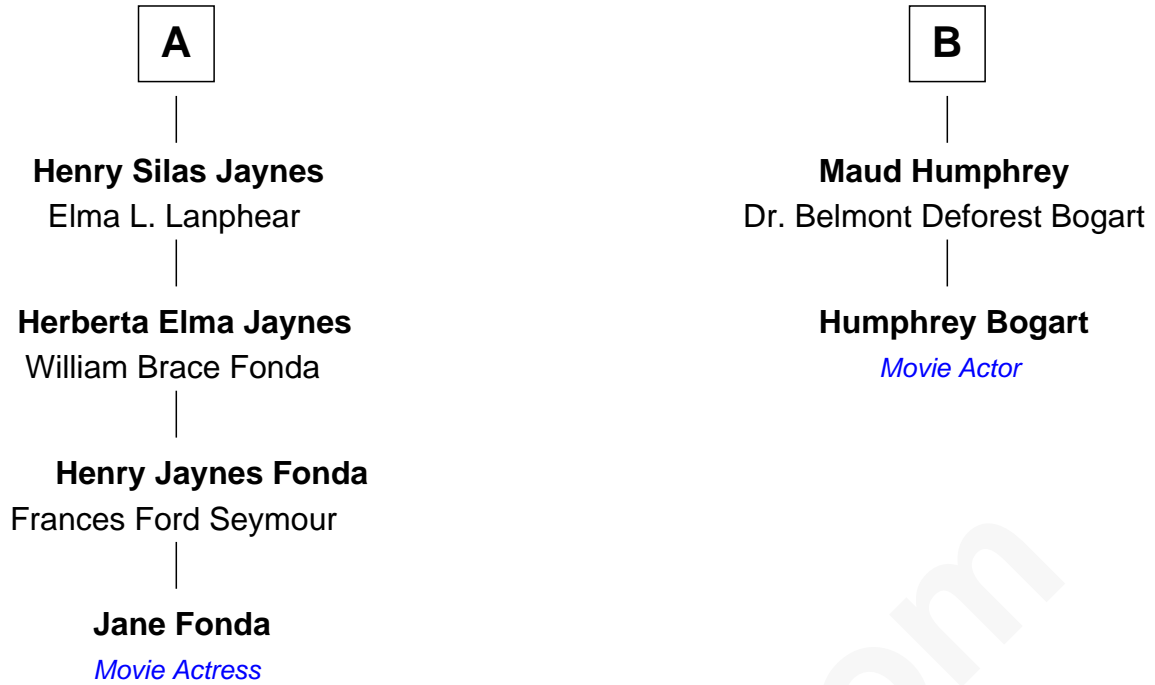 A
Henry Silas Jaynes
Elma L. Lanphear
Herberta Elma Jaynes
William Brace Fonda
Henry Jaynes Fonda
Frances Ford Seymour
Jane Fonda
Movie Actress
B
Maud Humphrey
Dr. Belmont Deforest Bogart
Humphrey Bogart
Movie Actor
om